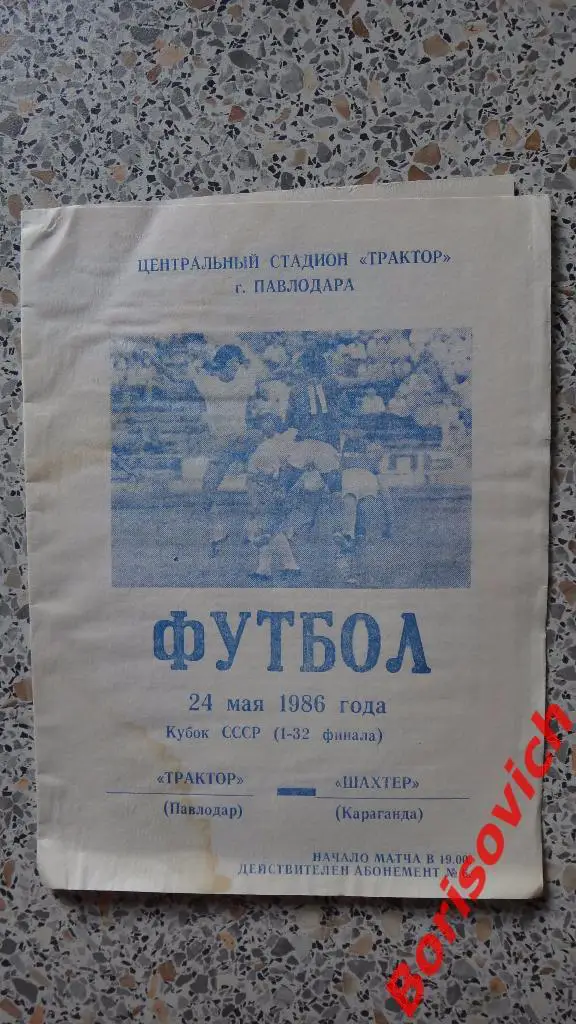 ЦЕНТРАЛЬНЫЙ СТАДИОН «ТРАКТОР»
г. ПАВЛОДАРА
ФУТБОЛ
24 мая 1986 года
Кубок СССР (1-32 финала)
«ТРАКТОР» — «ШАХТЕР»
(Павлодар) (Караганда)
НАЧАЛО МАТЧА В 19.00
ДЕЙСТВИТЕЛЕН АБОНЕМЕНТ №
Borisovich